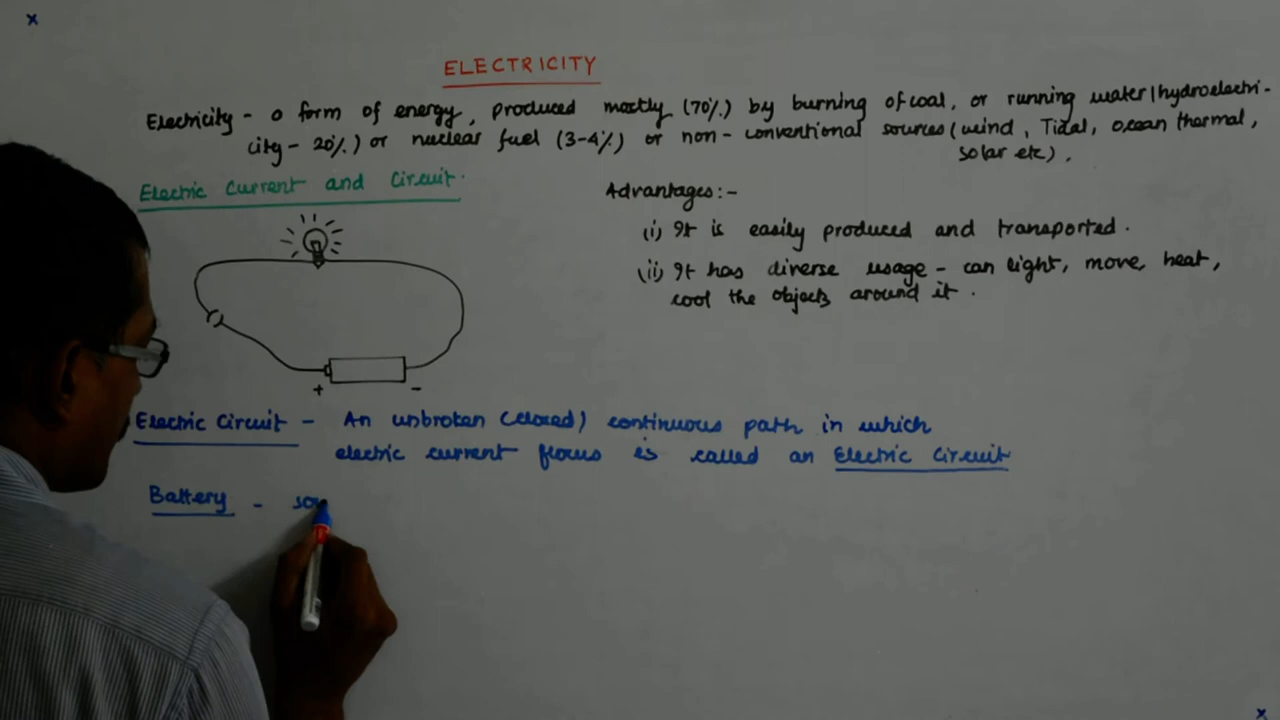 x
ELECTRICITY
Electricity - a form of energy, produced mostly (70%) by burning of coal, or running water (hydroelectri-
city - 20%) or nuclear fuel (3-4%) or non-conventional sources (wind, Tidal, ocean thermal,
solar etc).
Electric Current and Circuit.
Advantages:-
(i) It is easily produced and transported.
(ii) It has diverse usage - can light, move, heat,
cool the objects around it.
+ -
Electric Circuit - An unbroken (closed) continuous path in which
electric current flows is called an Electric Circuit
Battery - sou
x